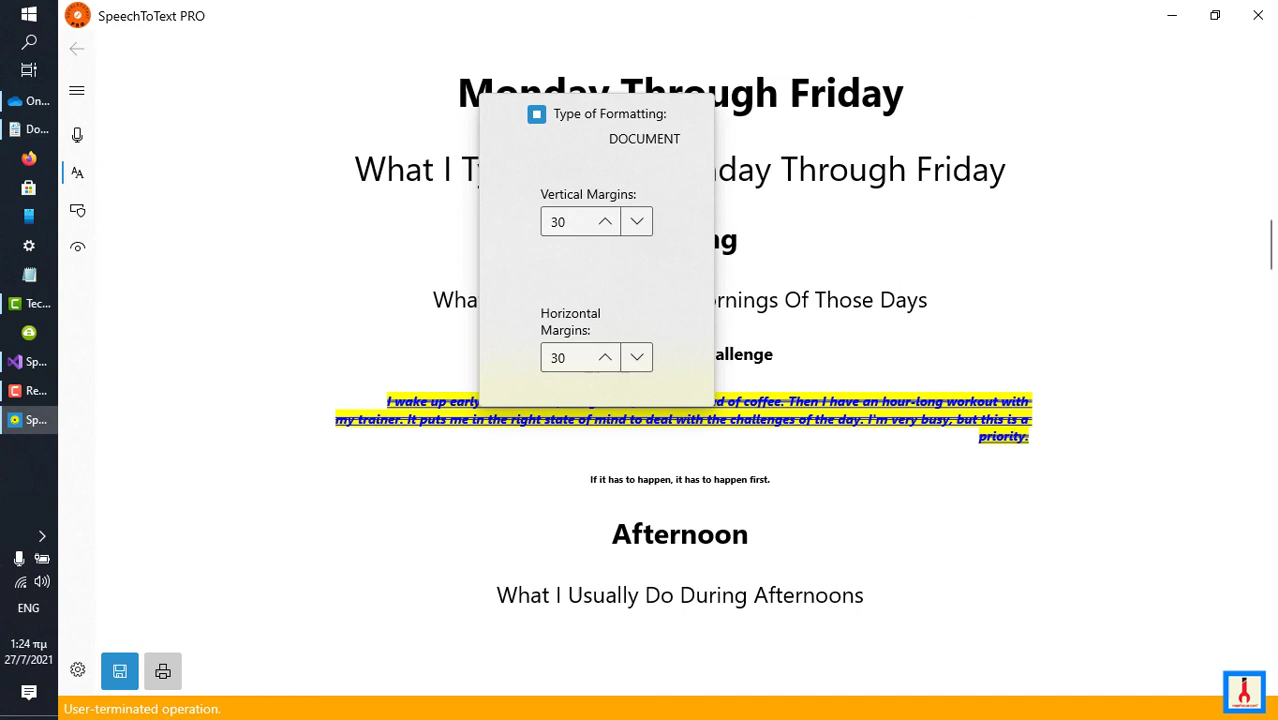 SpeechToText PRO
On...
Do...
Tec...
Sp...
Re...
Sp...
ENG
1:24 πμ
27/7/2021
Monday Through Friday
What I Ty day Through Friday
ng
Wha ornings Of Those Days
allenge
I wake up early d of coffee. Then I have an hour-long workout with
my trainer. It puts me in the right state of mind to deal with the challenges of the day. I'm very busy, but this is a
priority.
If it has to happen, it has to happen first.
Afternoon
What I Usually Do During Afternoons
Type of Formatting:
DOCUMENT
Vertical Margins:
30
Horizontal
Margins:
30
User-terminated operation.